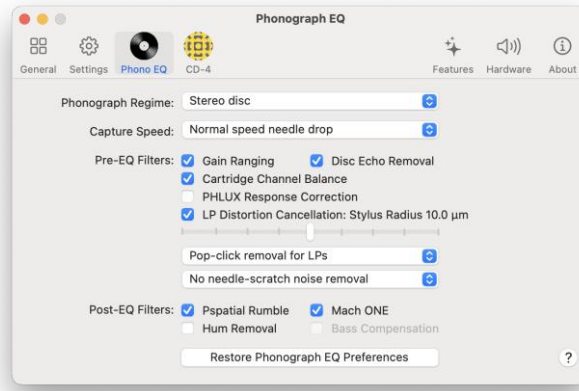 Phonograph EQ
General Settings Phono EQ CD-4 Features Hardware About
Phonograph Regime: Stereo disc
Capture Speed: Normal speed needle drop
Pre-EQ Filters: Gain Ranging Disc Echo Removal
Cartridge Channel Balance
PHLUX Response Correction
LP Distortion Cancellation: Stylus Radius 10.0 µm
Pop-click removal for LPs
No needle-scratch noise removal
Post-EQ Filters: Pspatial Rumble Mach ONE
Hum Removal Bass Compensation
Restore Phonograph EQ Preferences ?